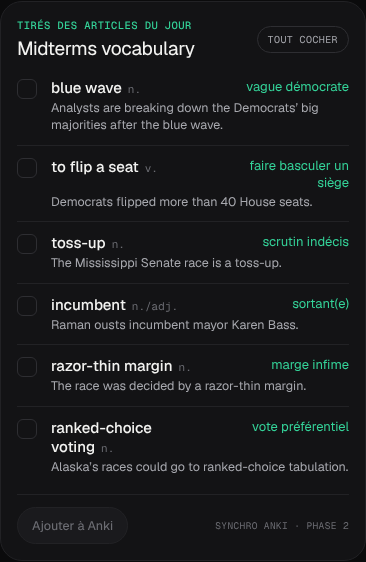 TIRÉS DES ARTICLES DU JOUR
Midterms vocabulary
TOUT COCHER
blue wave n.
vague démocrate
Analysts are breaking down the Democrats' big
majorities after the blue wave.
to flip a seat v.
faire basculer un
siège
Democrats flipped more than 40 House seats.
toss-up n.
scrutin indécis
The Mississippi Senate race is a toss-up.
incumbent n./adj.
sortant(e)
Raman ousts incumbent mayor Karen Bass.
razor-thin margin n.
marge infime
The race was decided by a razor-thin margin.
ranked-choice
voting n.
vote préférentiel
Alaska's races could go to ranked-choice tabulation.
Ajouter à Anki
SYNCHRO ANKI · PHASE 2